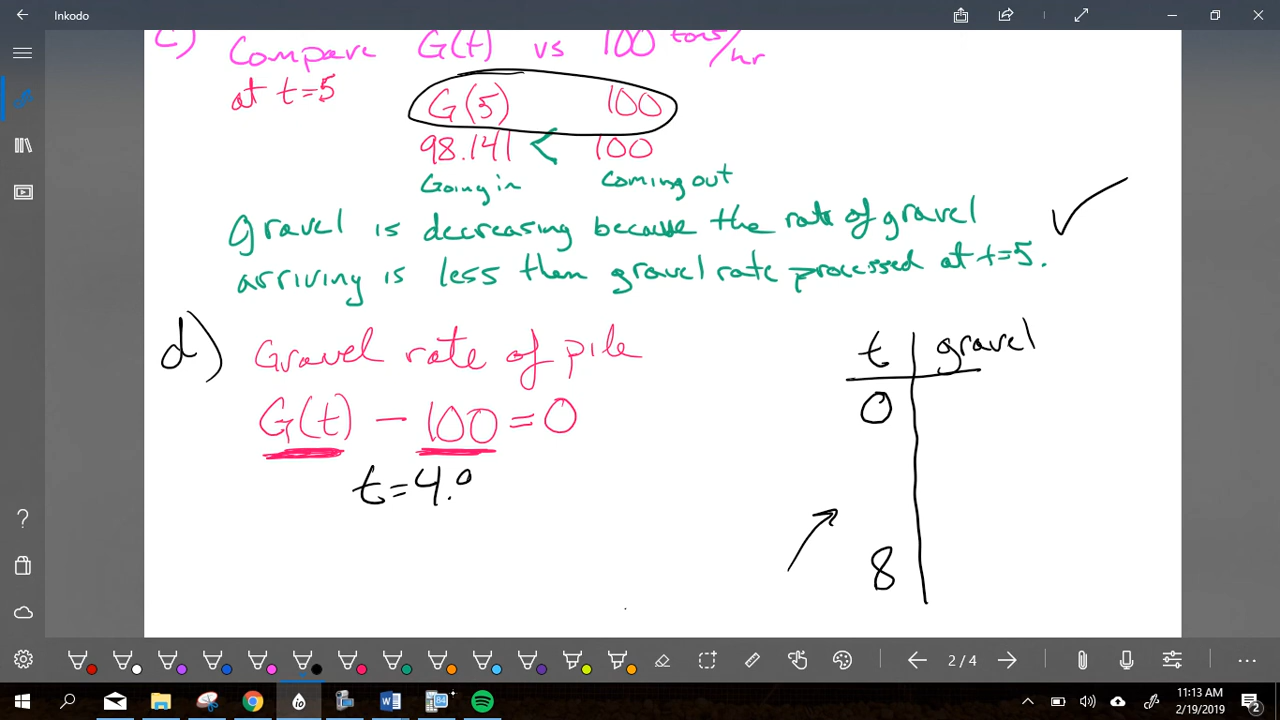 Inkodo
c) Compare G(t) vs 100 tons/hr
at t=5
G(5) 100
98.141 < 100
Going in Coming out
Gravel is decreasing because the rate of gravel
arriving is less then gravel rate processed at t=5.
d) Gravel rate of pile
G(t) - 100 = 0
t=4.9
t gravel
0
8
2 / 4
11:13 AM
2/19/2019